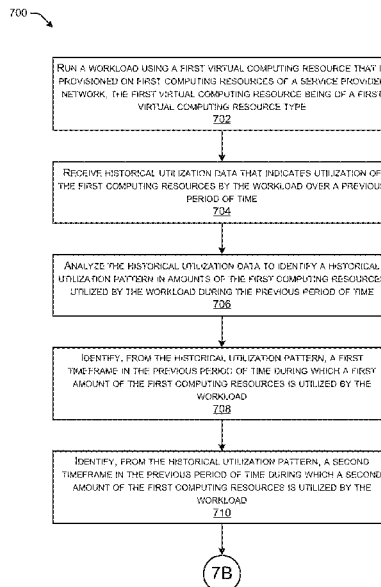 700
RUN A WORKLOAD USING A FIRST VIRTUAL COMPUTING RESOURCE THAT IS
PROVISIONED ON FIRST COMPUTING RESOURCES OF A SERVICE PROVIDER
NETWORK, THE FIRST VIRTUAL COMPUTING RESOURCE BEING OF A FIRST
VIRTUAL COMPUTING RESOURCE TYPE
702
RECEIVE HISTORICAL UTILIZATION DATA THAT INDICATES UTILIZATION OF
THE FIRST COMPUTING RESOURCES BY THE WORKLOAD OVER A PREVIOUS
PERIOD OF TIME
704
ANALYZE THE HISTORICAL UTILIZATION DATA TO IDENTIFY A HISTORICAL
UTILIZATION PATTERN IN AMOUNTS OF THE FIRST COMPUTING RESOURCES
UTILIZED BY THE WORKLOAD DURING THE PREVIOUS PERIOD OF TIME
706
IDENTIFY, FROM THE HISTORICAL UTILIZATION PATTERN, A FIRST
TIMEFRAME IN THE PREVIOUS PERIOD OF TIME DURING WHICH A FIRST
AMOUNT OF THE FIRST COMPUTING RESOURCES IS UTILIZED BY THE
WORKLOAD
708
IDENTIFY, FROM THE HISTORICAL UTILIZATION PATTERN, A SECOND
TIMEFRAME IN THE PREVIOUS PERIOD OF TIME DURING WHICH A SECOND
AMOUNT OF THE FIRST COMPUTING RESOURCES IS UTILIZED BY THE
WORKLOAD
710
7B